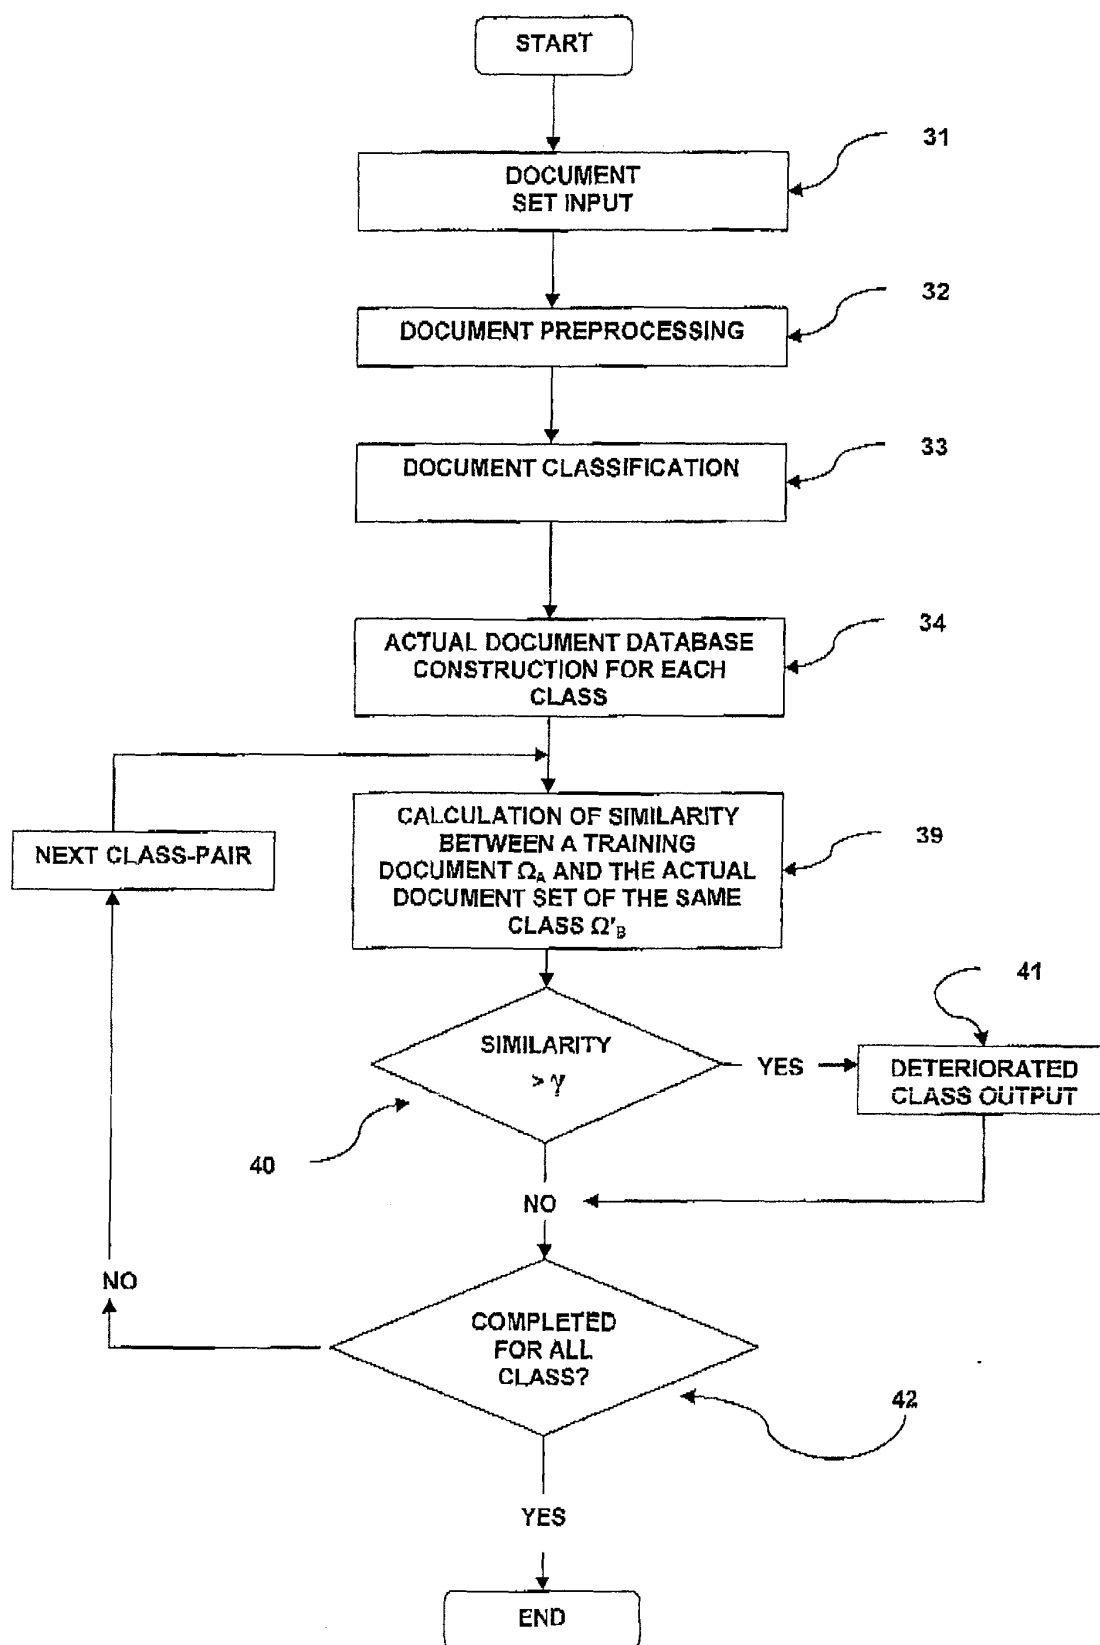 START
31
DOCUMENT
SET INPUT
32
DOCUMENT PREPROCESSING
33
DOCUMENT CLASSIFICATION
34
ACTUAL DOCUMENT DATABASE
CONSTRUCTION FOR EACH
CLASS
NEXT CLASS-PAIR
CALCULATION OF SIMILARITY
BETWEEN A TRAINING
DOCUMENT Ω_A AND THE ACTUAL
DOCUMENT SET OF THE SAME
CLASS Ω'_B
39
SIMILARITY
> γ
40
YES
41
DETERIORATED
CLASS OUTPUT
NO
NO
COMPLETED
FOR ALL
CLASS?
42
YES
END